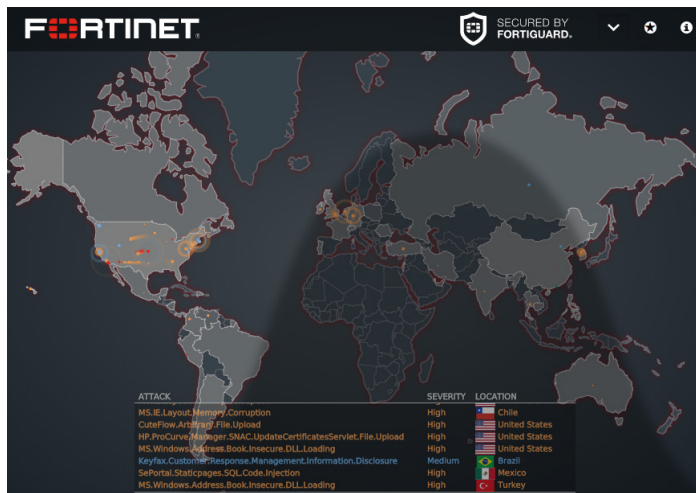 FORTINET
SECURED BY
FORTIGUARD
ATTACK SEVERITY LOCATION
MS.IE.Layout.Memory.Corruption High Chile
CuteFlow.Arbitrary.File.Upload High United States
HP.ProCurve.Manager.SNAC.UpdateCertificatesServlet.File.Upload High United States
MS.Windows.Address.Book.Insecure.DLL.Loading High United States
Keyfax.Customer.Response.Management.Information.Disclosure Medium Brazil
SePortal.Staticpages.SQL.Code.Injection High Mexico
MS.Windows.Address.Book.Insecure.DLL.Loading High Turkey